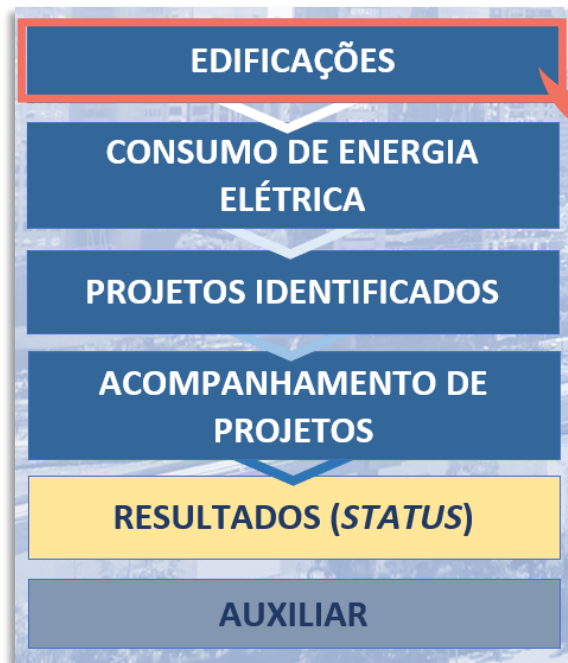 EDIFICAÇÕES
CONSUMO DE ENERGIA
ELÉTRICA
PROJETOS IDENTIFICADOS
ACOMPANHAMENTO DE
PROJETOS
RESULTADOS (STATUS)
AUXILIAR